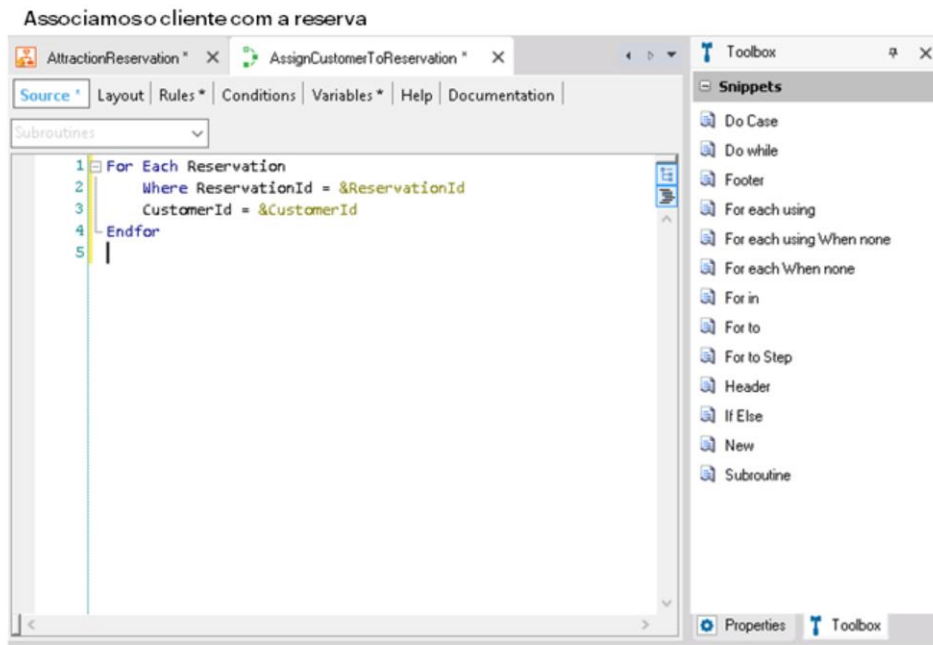 Associamos o cliente com a reserva
AttractionReservation * X AssignCustomerToReservation * X
Toolbox
Source * Layout Rules * Conditions Variables * Help Documentation
Snippets
Subroutines
1 For Each Reservation
2 Where ReservationId = &ReservationId
3 CustomerId = &CustomerId
4 Endfor
5
Do Case
Do while
Footer
For each using
For each using When none
For each When none
For in
For to
For to Step
Header
If Else
New
Subroutine
Properties Toolbox